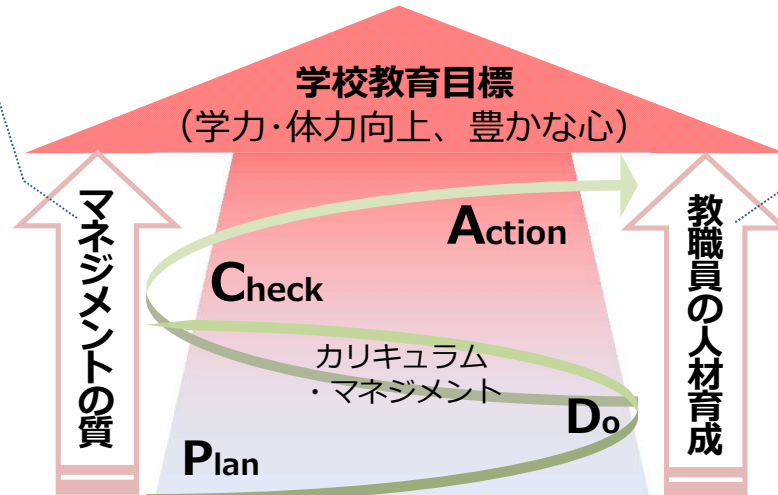 学校教育目標
（学力･体力向上、豊かな心）
マネジメントの質
Action
Check
カリキュラム
・マネジメント
Do
Plan
教職員の人材育成